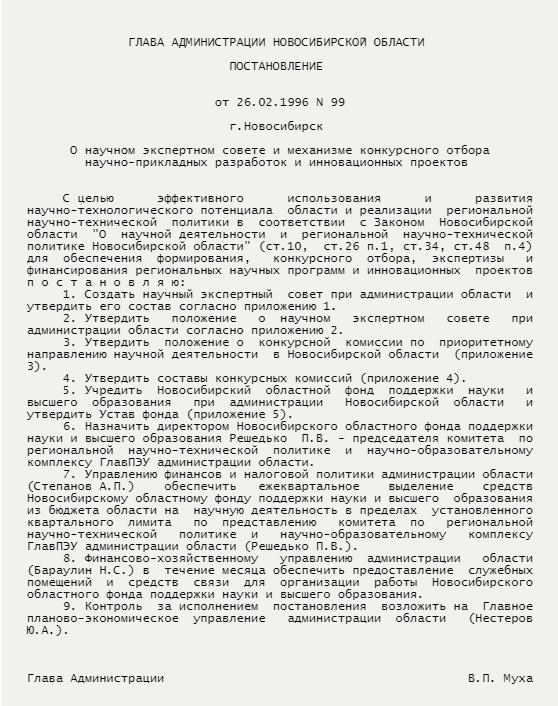 ГЛАВА АДМИНИСТРАЦИИ НОВОСИБИРСКОЙ ОБЛАСТИ
ПОСТАНОВЛЕНИЕ
от 26.02.1996 N 99
г.Новосибирск
О научном экспертном совете и механизме конкурсного отбора
научно-прикладных разработок и инновационных проектов
С целью эффективного использования и развития
научно-технологического потенциала области и реализации региональной
научно-технической политики в соответствии с Законом Новосибирской
области "О научной деятельности и региональной научно-технической
политике Новосибирской области" (ст.10, ст.26 п.1, ст.34, ст.48 п.4)
для обеспечения формирования, конкурсного отбора, экспертизы и
финансирования региональных научных программ и инновационных проектов
п о с т а н о в л я ю:
1. Создать научный экспертный совет при администрации области и
утвердить его состав согласно приложению 1.
2. Утвердить положение о научном экспертном совете при
администрации области согласно приложению 2.
3. Утвердить положение о конкурсной комиссии по приоритетному
направлению научной деятельности в Новосибирской области (приложение
3).
4. Утвердить составы конкурсных комиссий (приложение 4).
5. Учредить Новосибирский областной фонд поддержки науки и
высшего образования при администрации Новосибирской области и
утвердить Устав фонда (приложение 5).
6. Назначить директором Новосибирского областного фонда поддержки
науки и высшего образования Решедько П.В. - председателя комитета по
региональной научно-технической политике и научно-образовательному
комплексу ГлавПЭУ администрации области.
7. Управлению финансов и налоговой политики администрации области
(Степанов А.П.) обеспечить ежеквартальное выделение средств
Новосибирскому областному фонду поддержки науки и высшего образования
из бюджета области на научную деятельность в пределах установленного
квартального лимита по представлению комитета по региональной
научно-технической политике и научно-образовательному комплексу
ГлавПЭУ администрации области (Решедько П.В.).
8. Финансово-хозяйственному управлению администрации области
(Бараулин Н.С.) в течение месяца обеспечить предоставление служебных
помещений и средств связи для организации работы Новосибирского
областного фонда поддержки науки и высшего образования.
9. Контроль за исполнением постановления возложить на Главное
планово-экономическое управление администрации области (Нестеров
Ю.А.).
Глава Администрации В.П. Муха